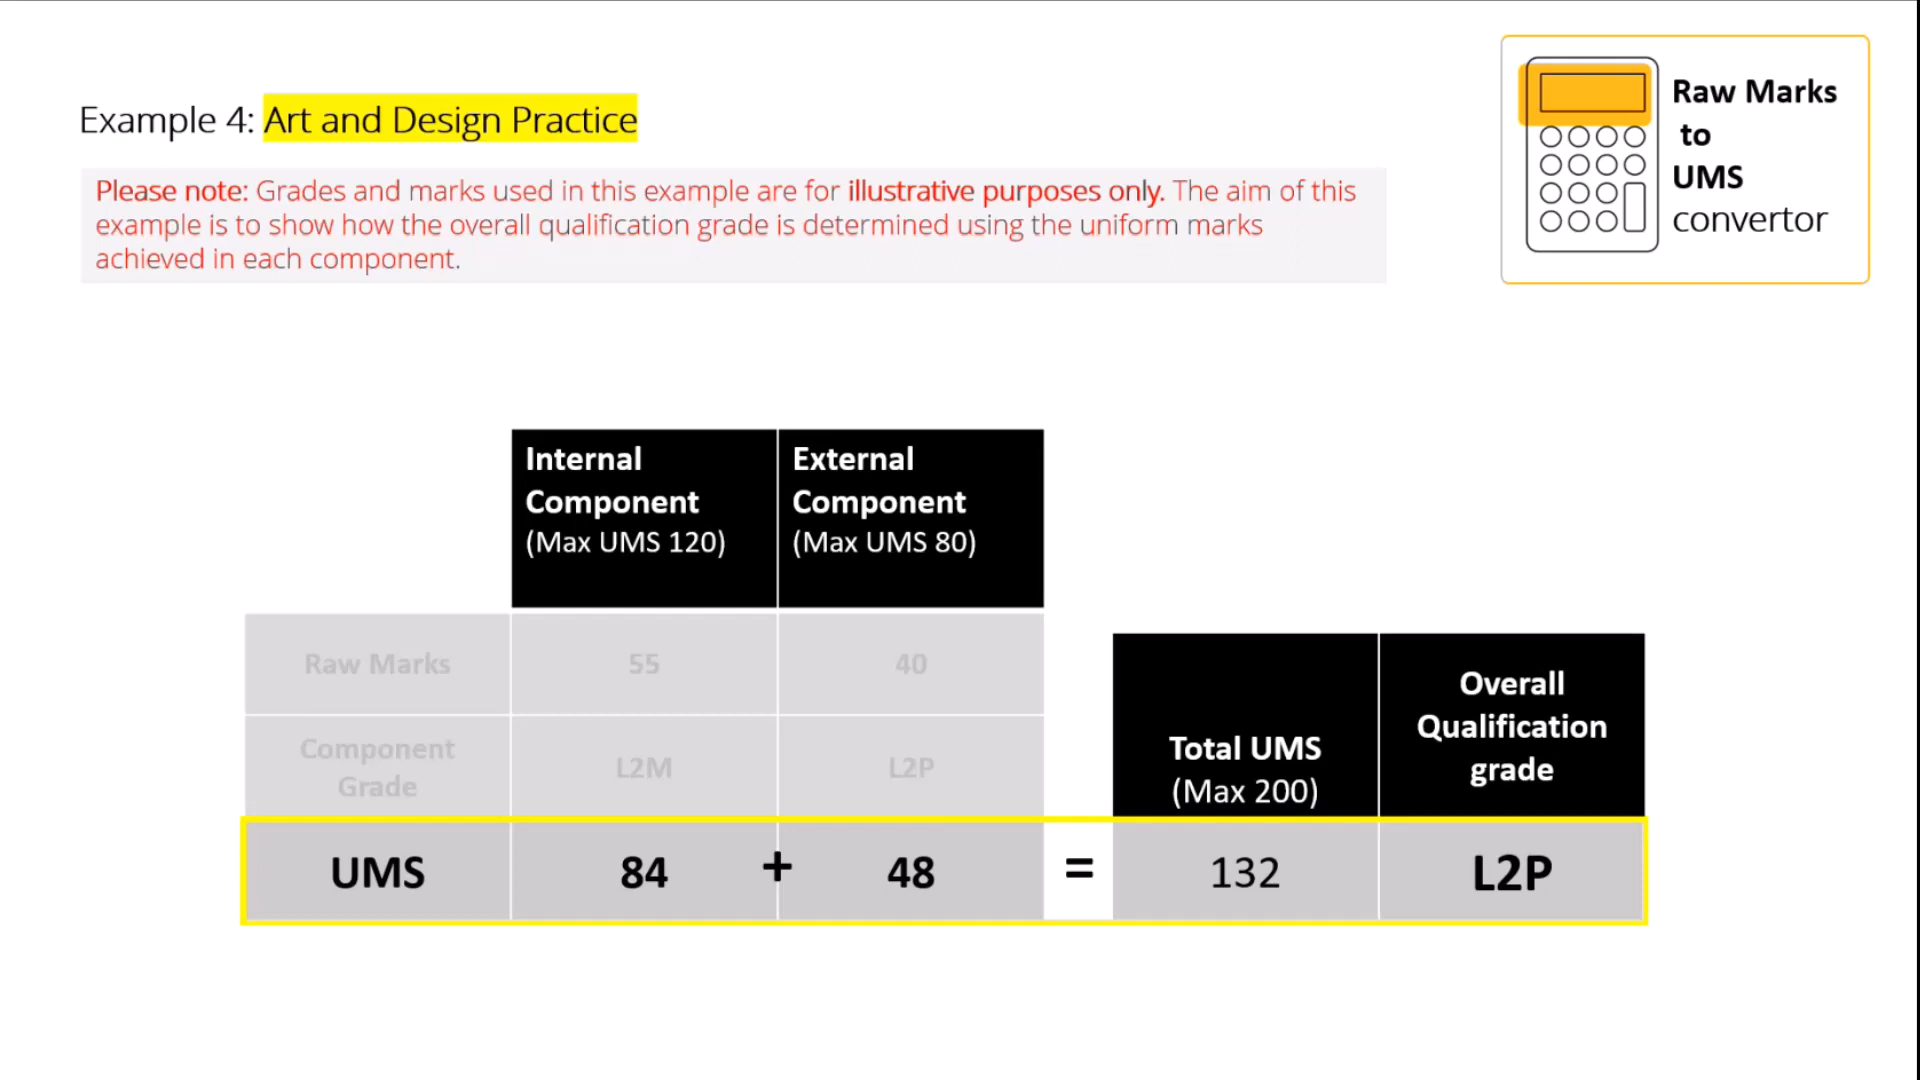 Example 4: Art and Design Practice
Please note: Grades and marks used in this example are for illustrative purposes only. The aim of this
example is to show how the overall qualification grade is determined using the uniform marks
achieved in each component.
Raw Marks
to
UMS
convertor
Internal
Component
(Max UMS 120)
External
Component
(Max UMS 80)
Raw Marks 55 40
Component
Grade
L2M L2P
Total UMS
(Max 200)
Overall
Qualification
grade
UMS 84 + 48 = 132 L2P